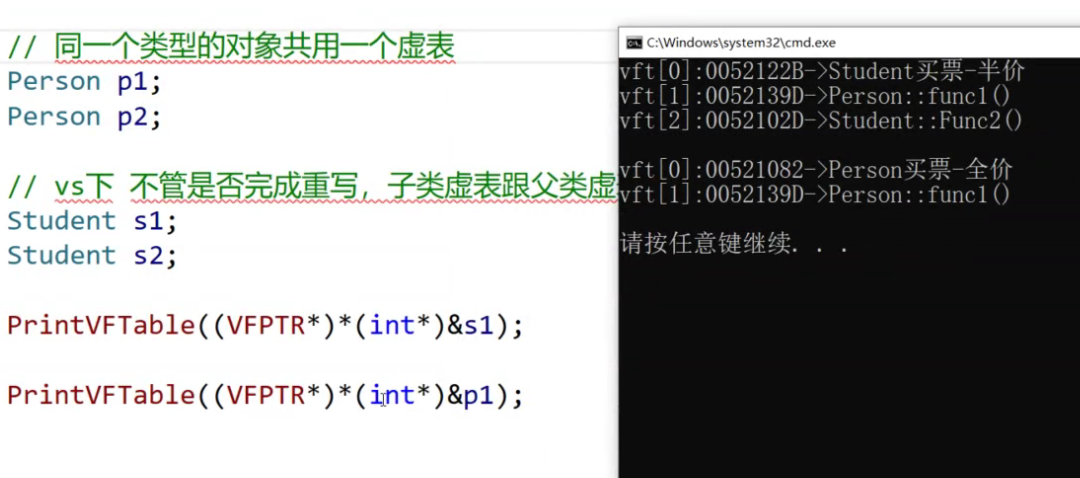 // 同一个类型的对象共用一个虚表
Person p1;
Person p2;
// vs下 不管是否完成重写，子类虚表跟父类虚
Student s1;
Student s2;
PrintVFTable((VFPTR*)*(int*)&s1);
PrintVFTable((VFPTR*)*(int*)&p1);
C:\Windows\system32\cmd.exe
vft[0]:0052122B->Student买票-半价
vft[1]:0052139D->Person::func1()
vft[2]:0052102D->Student::Func2()
vft[0]:00521082->Person买票-全价
vft[1]:0052139D->Person::func1()
请按任意键继续. . .